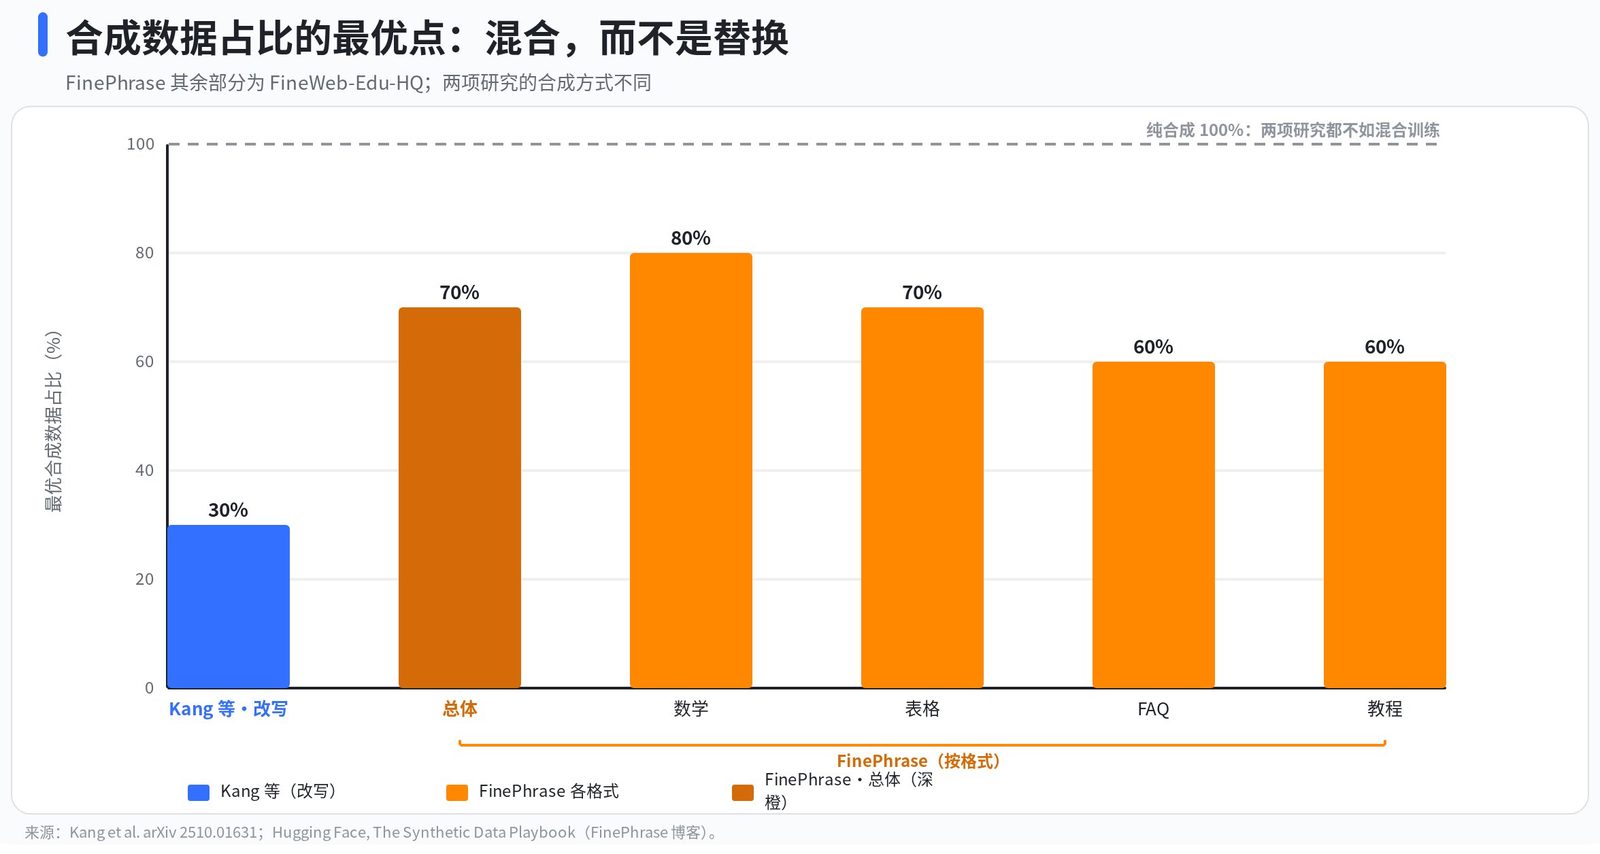 合成数据占比的最优点：混合，而不是替换
FinePhrase 其余部分为 FineWeb-Edu-HQ；两项研究的合成方式不同
纯合成 100%：两项研究都不如混合训练
最优合成数据占比（%）
100
80
60
40
20
0
30%
70%
80%
70%
60%
60%
Kang 等·改写
总体
数学
表格
FAQ
教程
FinePhrase（按格式）
Kang 等（改写）
FinePhrase 各格式
FinePhrase·总体（深
橙）
来源：Kang et al. arXiv 2510.01631；Hugging Face, The Synthetic Data Playbook（FinePhrase 博客）。